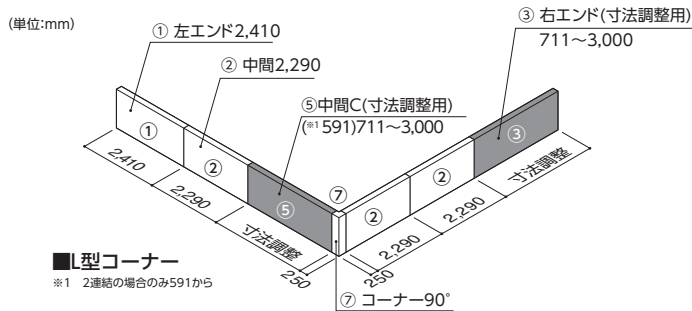 (単位:mm)
① 左エンド2,410
② 中間2,290
⑤中間C(寸法調整用)
(※1 591)711〜3,000
③ 右エンド(寸法調整用)
711〜3,000
①
②
⑤
⑦
②
②
③
2,410
2,290
寸法調整
250
250
2,290
2,290
寸法調整
⑦ コーナー90°
■L型コーナー
※1 2連結の場合のみ591から